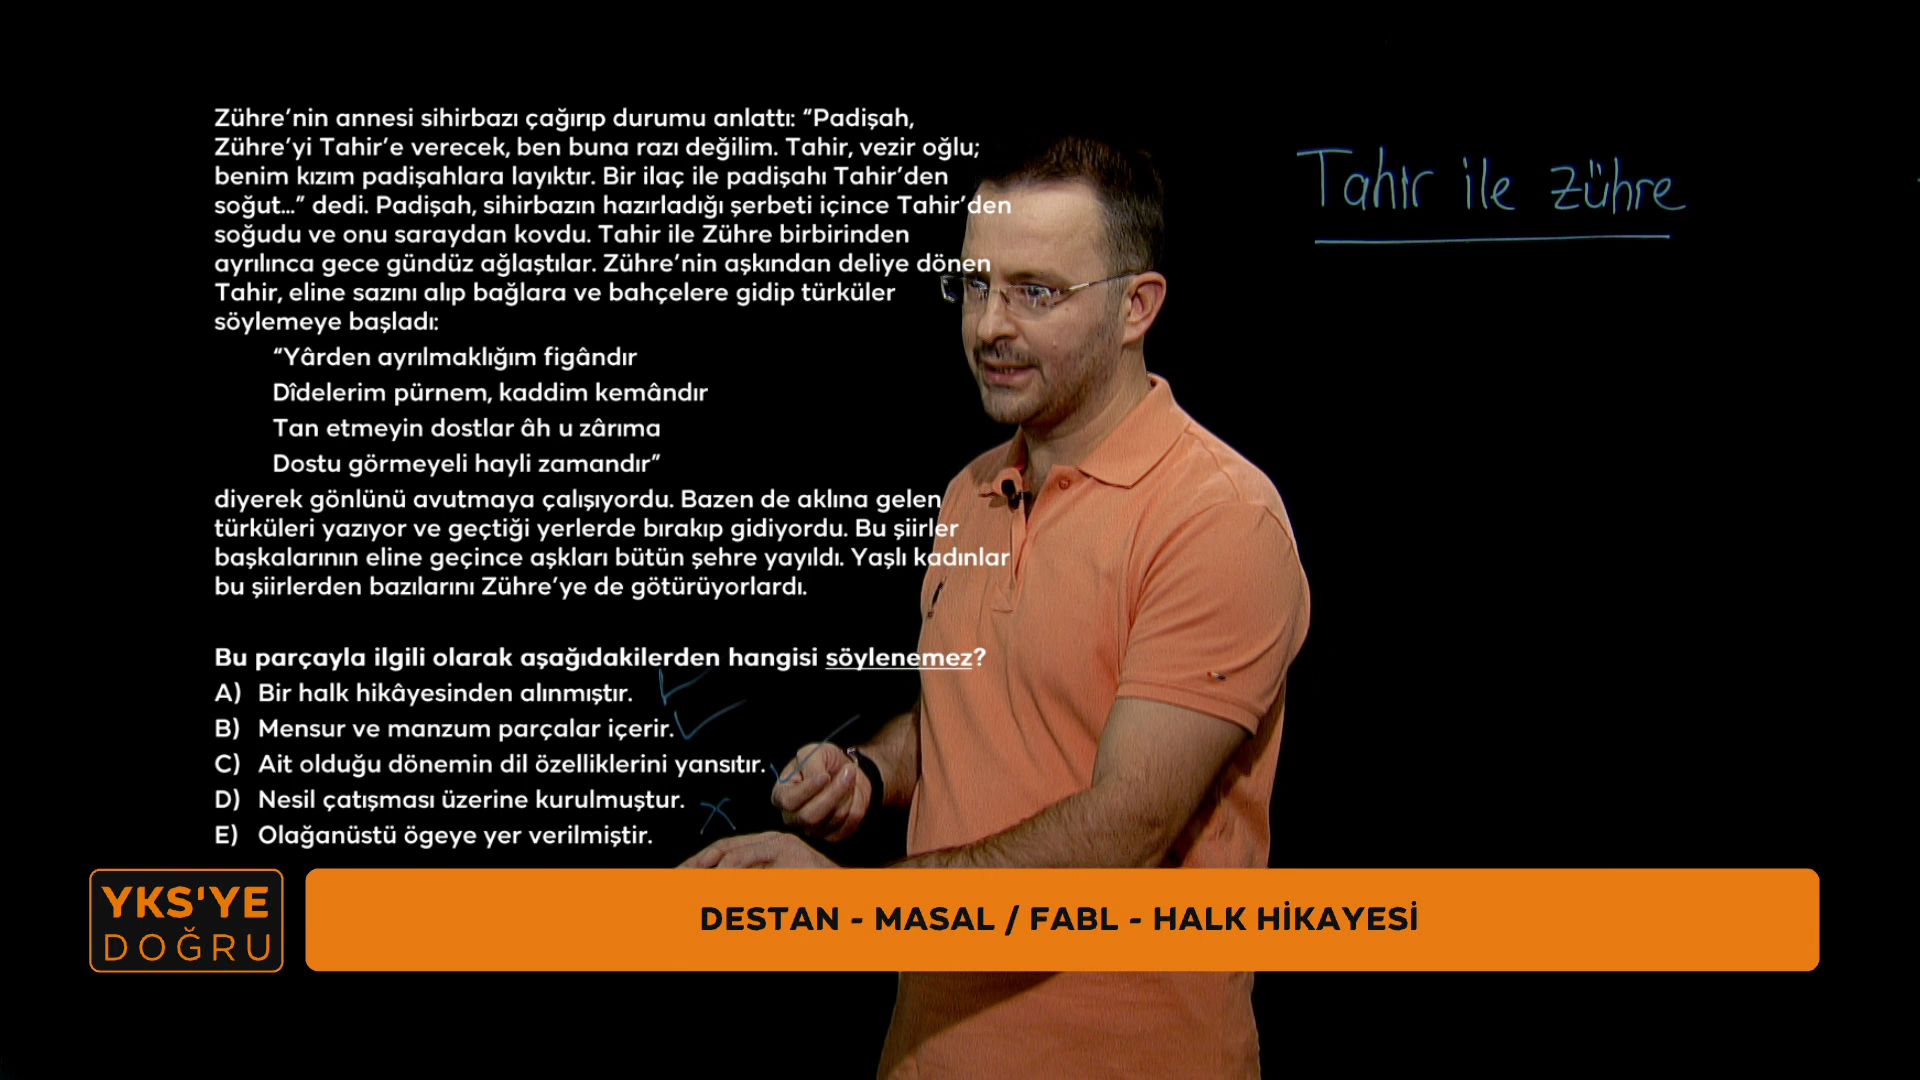 Zühre’nin annesi sihirbazı çağırıp durumu anlattı: “Padişah,
Zühre’yi Tahir’e verecek, ben buna razı değilim. Tahir, vezir oğlu;
benim kızım padişahlara layıktır. Bir ilaç ile padişahı Tahir’den
soğut...” dedi. Padişah, sihirbazın hazırladığı şerbeti içince Tahir’den
soğudu ve onu saraydan kovdu. Tahir ile Zühre birbirinden
ayrılınca gece gündüz ağlaştılar. Zühre’nin aşkından deliye dönen
Tahir, eline sazını alıp bağlara ve bahçelere gidip türküler
söylemeye başladı:
“Yârden ayrılmaklığım figândır
Dîdelerim pürnem, kaddim kemândır
Tan etmeyin dostlar âh u zârıma
Dostu görmeyeli hayli zamandır”
diyerek gönlünü avutmaya çalışıyordu. Bazen de aklına gelen
türküleri yazıyor ve geçtiği yerlerde bırakıp gidiyordu. Bu şiirler
başkalarının eline geçince aşkları bütün şehre yayıldı. Yaşlı kadınlar
bu şiirlerden bazılarını Zühre’ye de götürüyorlardı.
Bu parçayla ilgili olarak aşağıdakilerden hangisi söylenemez?
A) Bir halk hikâyesinden alınmıştır.
B) Mensur ve manzum parçalar içerir.
C) Ait olduğu dönemin dil özelliklerini yansıtır.
D) Nesil çatışması üzerine kurulmuştur.
E) Olağanüstü ögeye yer verilmiştir.
Tahir ile Zühre
YKS'YE
DOĞRU
DESTAN - MASAL / FABL - HALK HİKAYESİ